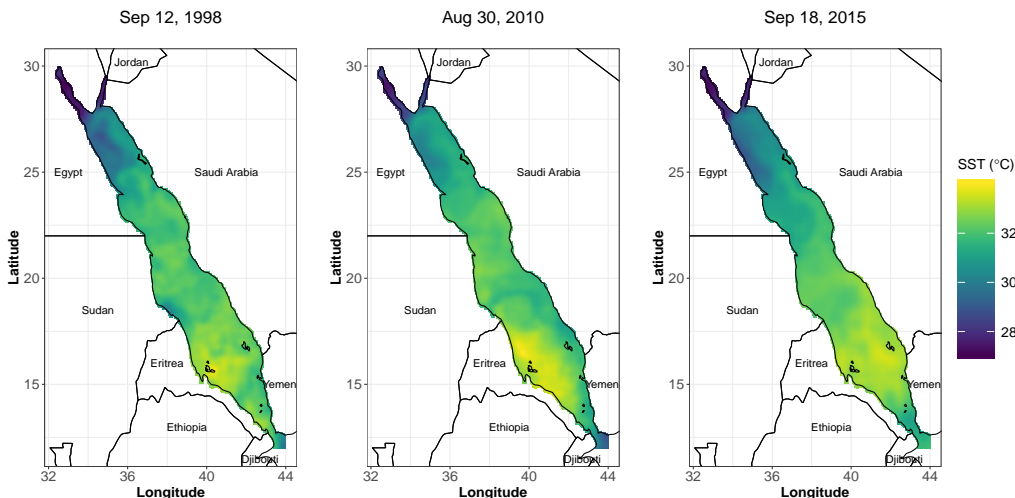 Sep 12, 1998
Aug 30, 2010
Sep 18, 2015
Latitude
30
25
20
15
Jordan
Egypt
Saudi Arabia
Sudan
Eritrea
Yemen
Ethiopia
Djibouti
32
36
40
44
Longitude
Latitude
30
25
20
15
Jordan
Egypt
Saudi Arabia
Sudan
Eritrea
Yemen
Ethiopia
Djibouti
32
36
40
44
Longitude
Latitude
30
25
20
15
Jordan
Egypt
Saudi Arabia
Sudan
Eritrea
Yemen
Ethiopia
Djibouti
32
36
40
44
Longitude
SST (°C)
32
28